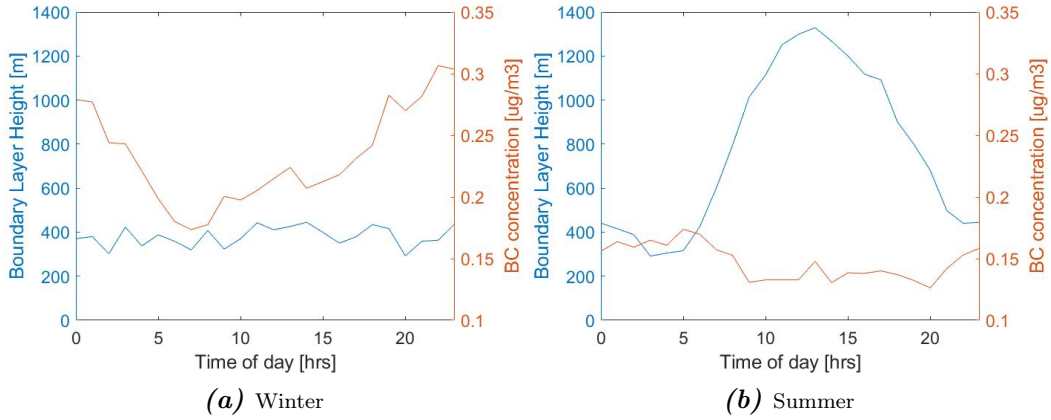 1400
1200
1000
800
600
400
200
0
Boundary Layer Height [m]
0.35
0.3
0.25
0.2
0.15
0.1
BC concentration [ug/m3]
0 5 10 15 20
Time of day [hrs]
(a) Winter
1400
1200
1000
800
600
400
200
0
Boundary Layer Height [m]
0.35
0.3
0.25
0.2
0.15
0.1
BC concentration [ug/m3]
0 5 10 15 20
Time of day [hrs]
(b) Summer